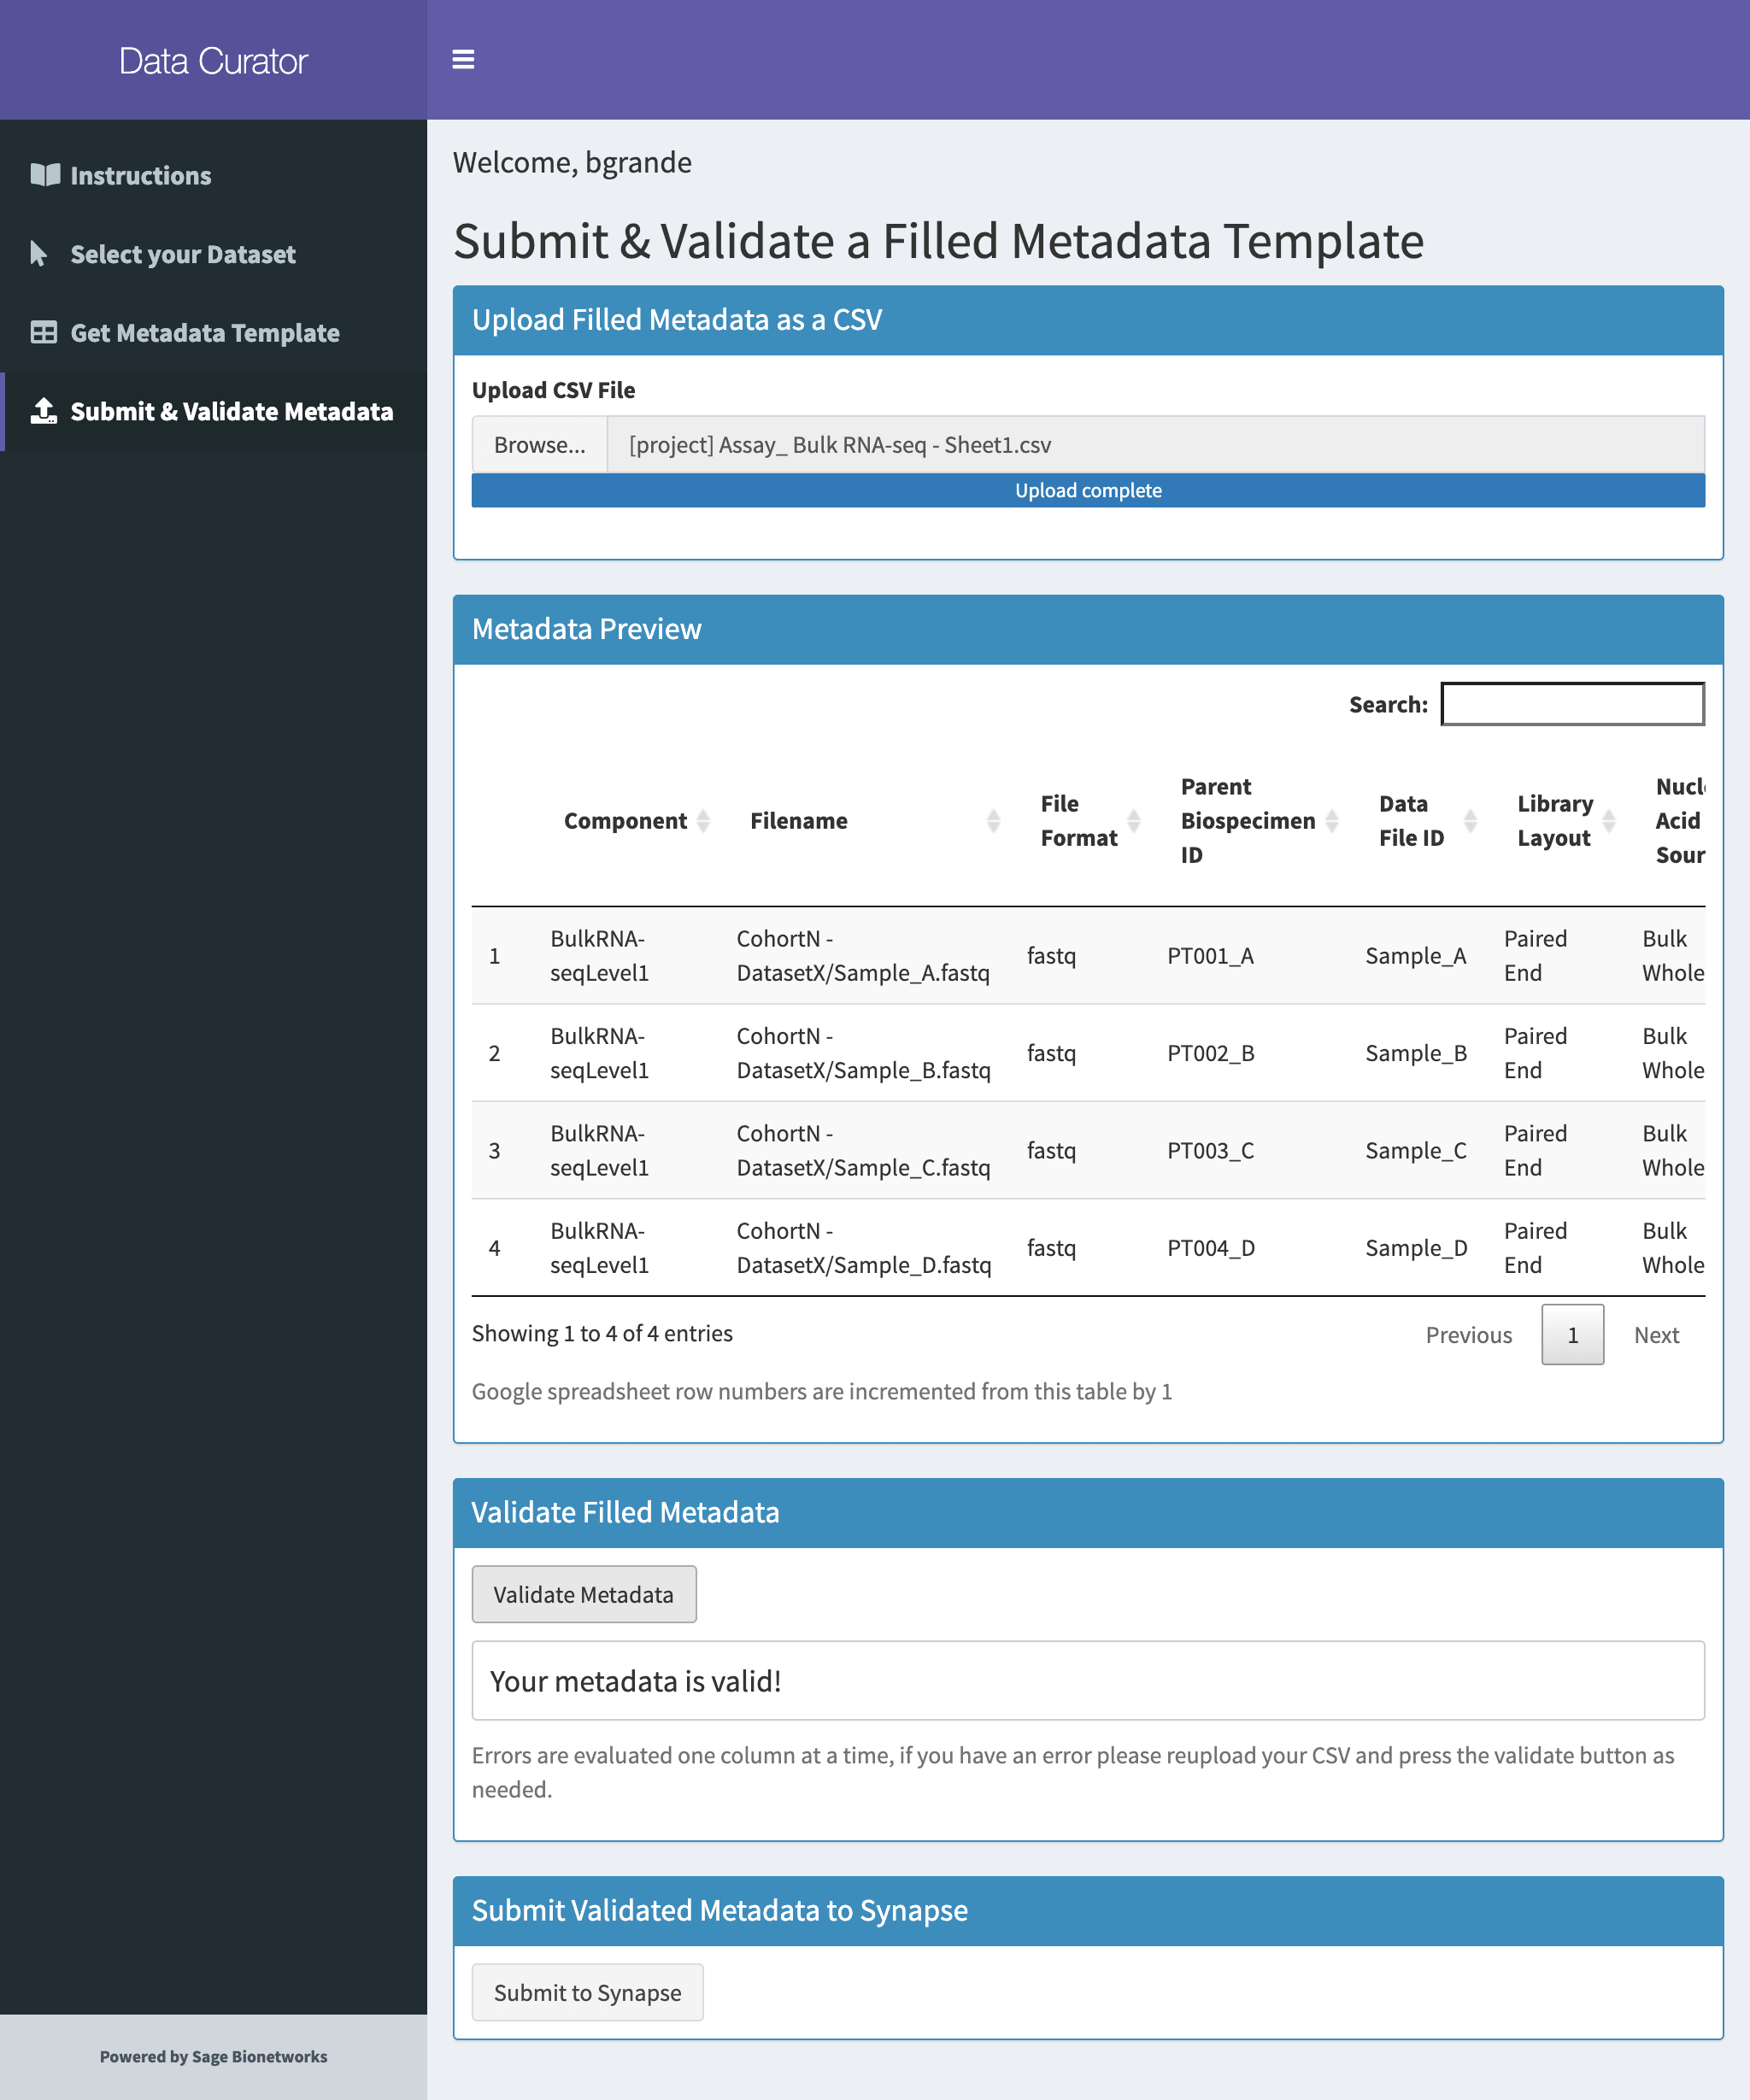 Data Curator
Instructions
Select your Dataset
Get Metadata Template
Submit & Validate Metadata
Powered by Sage Bionetworks
Welcome, bgrande
Submit & Validate a Filled Metadata Template
Upload Filled Metadata as a CSV
Upload CSV File
Browse... [project] Assay_ Bulk RNA-seq - Sheet1.csv
Upload complete
Metadata Preview
Search:
Component Filename File Format Parent Biospecimen ID Data File ID Library Layout Acid
1 BulkRNA-seqLevel1 CohortN - DatasetX/Sample_A.fastq fastq PT001_A Sample_A Paired End Bulk Whole
2 BulkRNA-seqLevel1 CohortN - DatasetX/Sample_B.fastq fastq PT002_B Sample_B Paired End Bulk Whole
3 BulkRNA-seqLevel1 CohortN - DatasetX/Sample_C.fastq fastq PT003_C Sample_C Paired End Bulk Whole
4 BulkRNA-seqLevel1 CohortN - DatasetX/Sample_D.fastq fastq PT004_D Sample_D Paired End Bulk Whole
Showing 1 to 4 of 4 entries
Previous 1 Next
Google spreadsheet row numbers are incremented from this table by 1
Validate Filled Metadata
Validate Metadata
Your metadata is valid!
Errors are evaluated one column at a time, if you have an error please reupload your CSV and press the validate button as
needed.
Submit Validated Metadata to Synapse
Submit to Synapse